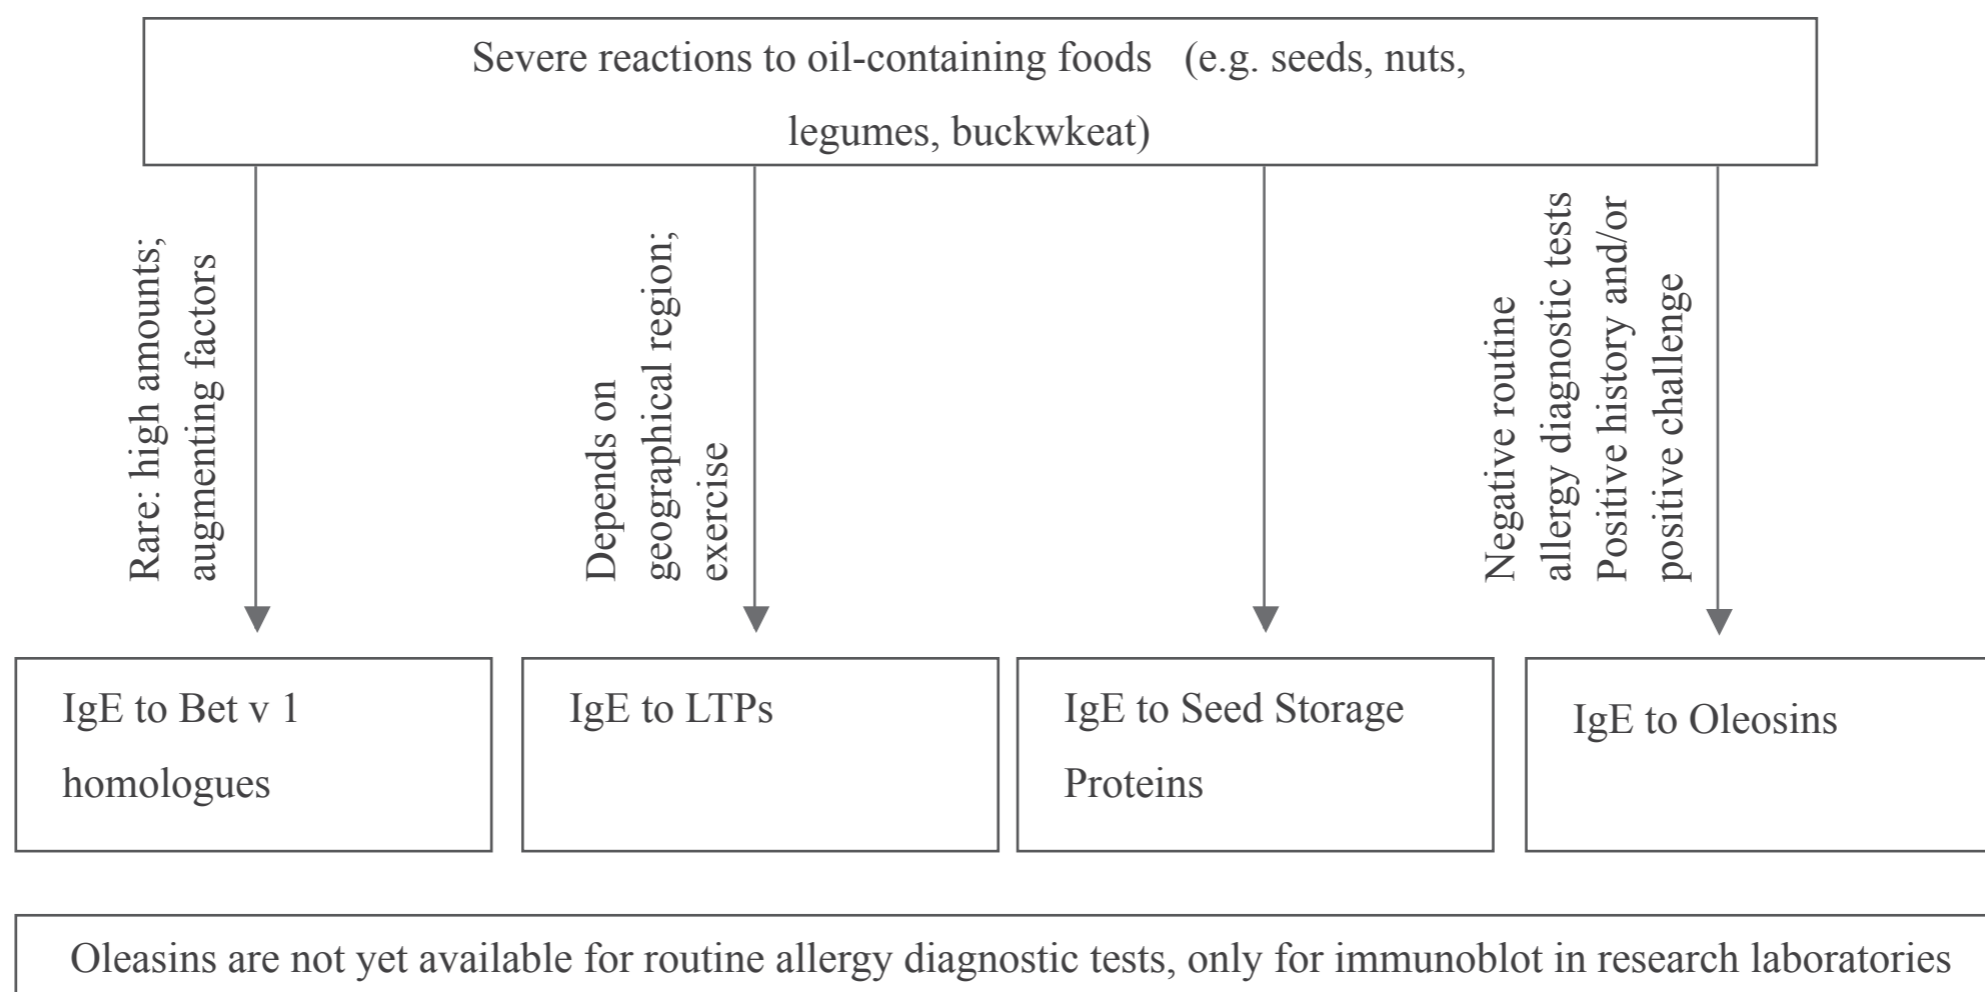 Severe reactions to oil-containing foods (e.g. seeds, nuts,
legumes, buckwkeat)
Rare: high amounts;
augmenting factors
Depends on
geographical region;
exercise
Negative routine
allergy diagnostic tests
Positive history and/or
positive challenge
IgE to Bet v 1
homologues
IgE to LTPs
IgE to Seed Storage
Proteins
IgE to Oleosins
Oleasins are not yet available for routine allergy diagnostic tests, only for immunoblot in research laboratories